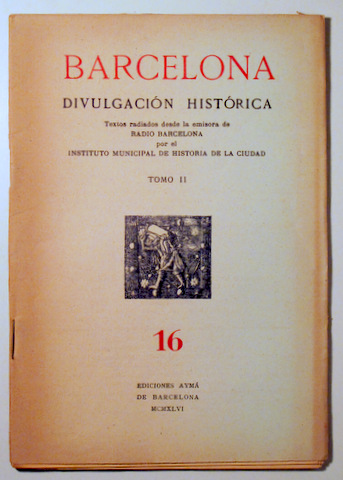 BARCELONA
DIVULGACIÓN HISTÓRICA
Textos radiados desde la emisora de
RADIO BARCELONA
por el
INSTITUTO MUNICIPAL DE HISTORIA DE LA CIUDAD
TOMO II
16
EDICIONES AYMÁ
DE BARCELONA
MCMXLVI